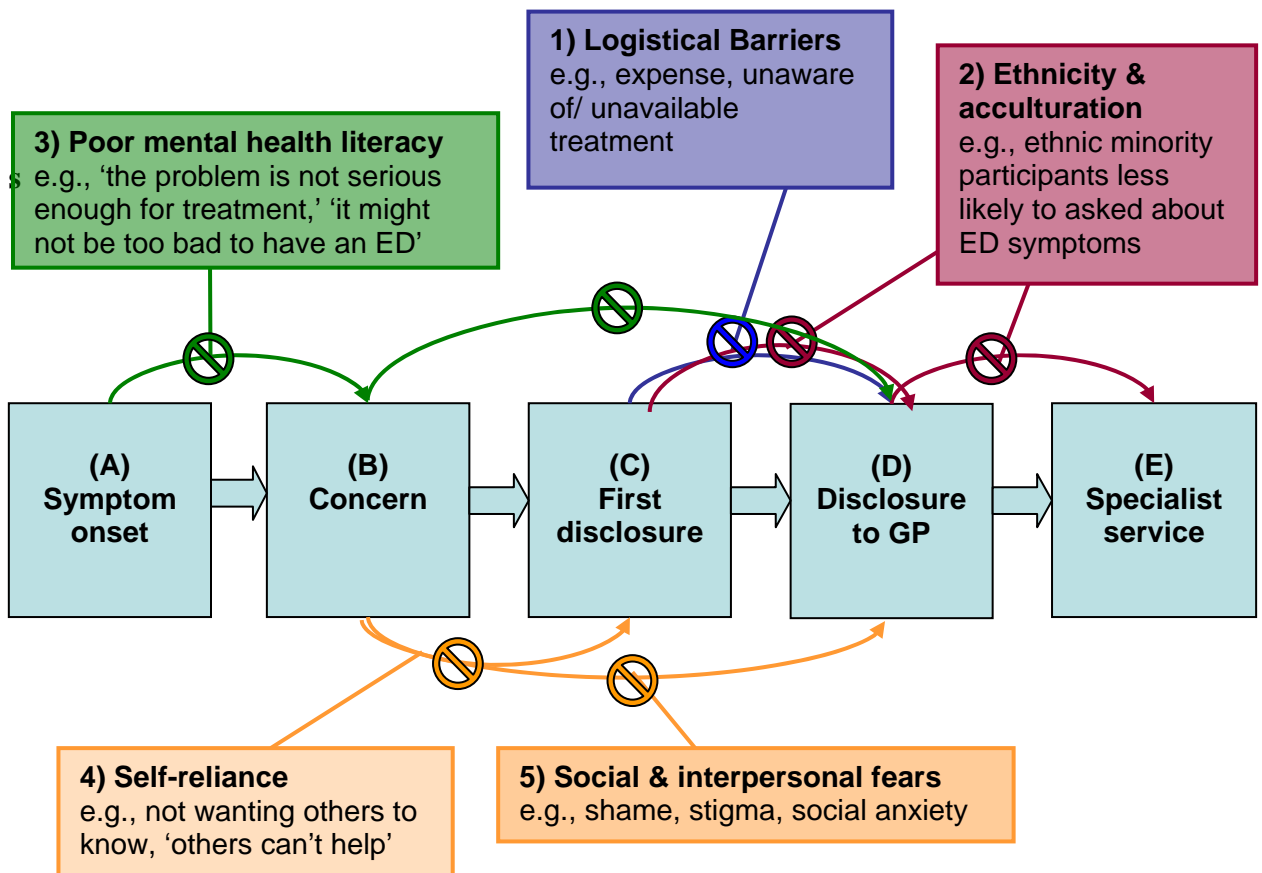 1) Logistical Barriers
e.g., expense, unaware
of/ unavailable
treatment
2) Ethnicity &
acculturation
e.g., ethnic minority
participants less
likely to asked about
ED symptoms
3) Poor mental health literacy
s e.g., ‘the problem is not serious
enough for treatment,’ ‘it might
not be too bad to have an ED’
(A)
Symptom
onset
(B)
Concern
(C)
First
disclosure
(D)
Disclosure
to GP
(E)
Specialist
service
4) Self-reliance
e.g., not wanting others to
know, ‘others can’t help’
5) Social & interpersonal fears
e.g., shame, stigma, social anxiety